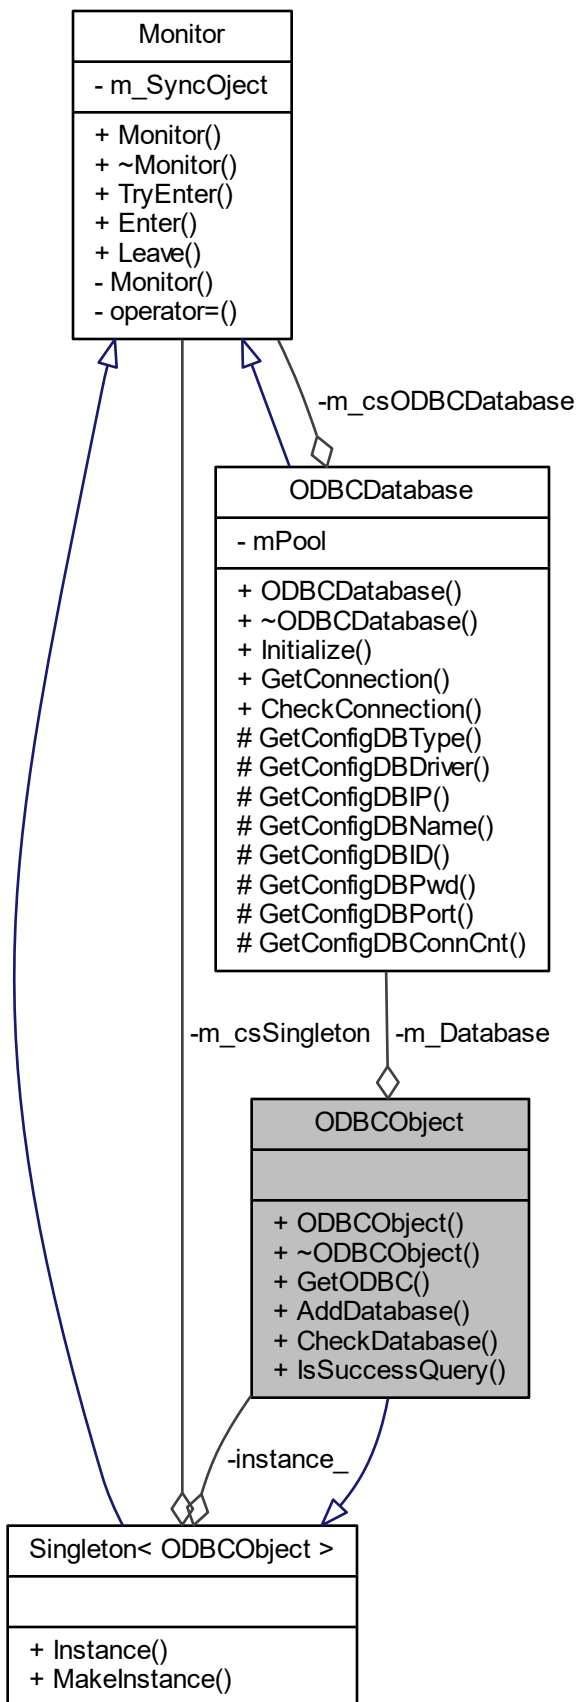 Monitor
- m_SyncOject
+ Monitor()
+ ~Monitor()
+ TryEnter()
+ Enter()
+ Leave()
- Monitor()
- operator=()
-m_csODBCDatabase
ODBCDatabase
- mPool
+ ODBCDatabase()
+ ~ODBCDatabase()
+ Initialize()
+ GetConnection()
+ CheckConnection()
# GetConfigDBType()
# GetConfigDBDriver()
# GetConfigDBIP()
# GetConfigDBName()
# GetConfigDBID()
# GetConfigDBPwd()
# GetConfigDBPort()
# GetConfigDBConnCnt()
-m_csSingleton
-m_Database
ODBCObject
+ ODBCObject()
+ ~ODBCObject()
+ GetODBC()
+ AddDatabase()
+ CheckDatabase()
+ IsSuccessQuery()
-instance_
Singleton< ODBCObject >
+ Instance()
+ MakeInstance()